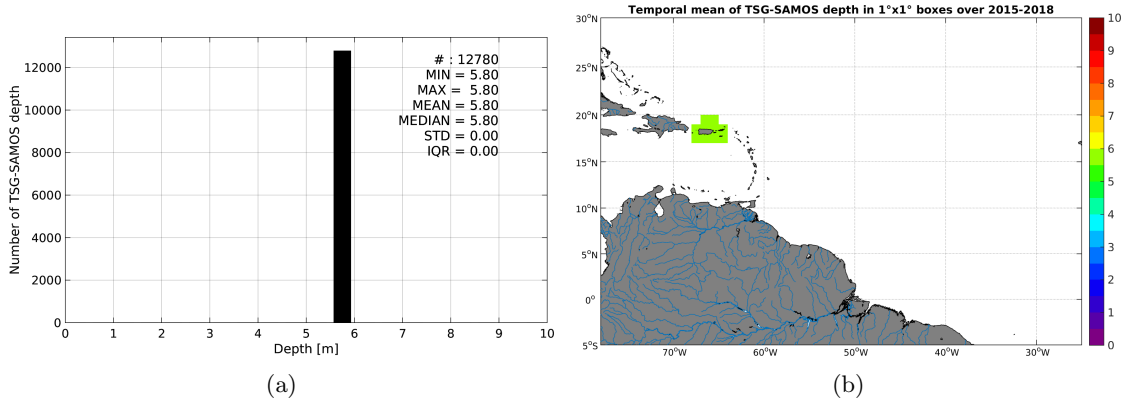 12000
10000
8000
6000
4000
2000
0
Number of TSG-SAMOS depth
# : 12780
MIN = 5.80
MAX = 5.80
MEAN = 5.80
MEDIAN = 5.80
STD = 0.00
IQR = 0.00
0 1 2 3 4 5 6 7 8 9 10
Depth [m]
(a)
Temporal mean of TSG-SAMOS depth in 1°x1° boxes over 2015-2018
30°N
25°N
20°N
15°N
10°N
5°N
0°
5°S
70°W 60°W 50°W 40°W 30°W
10
9
8
7
6
5
4
3
2
1
0
(b)